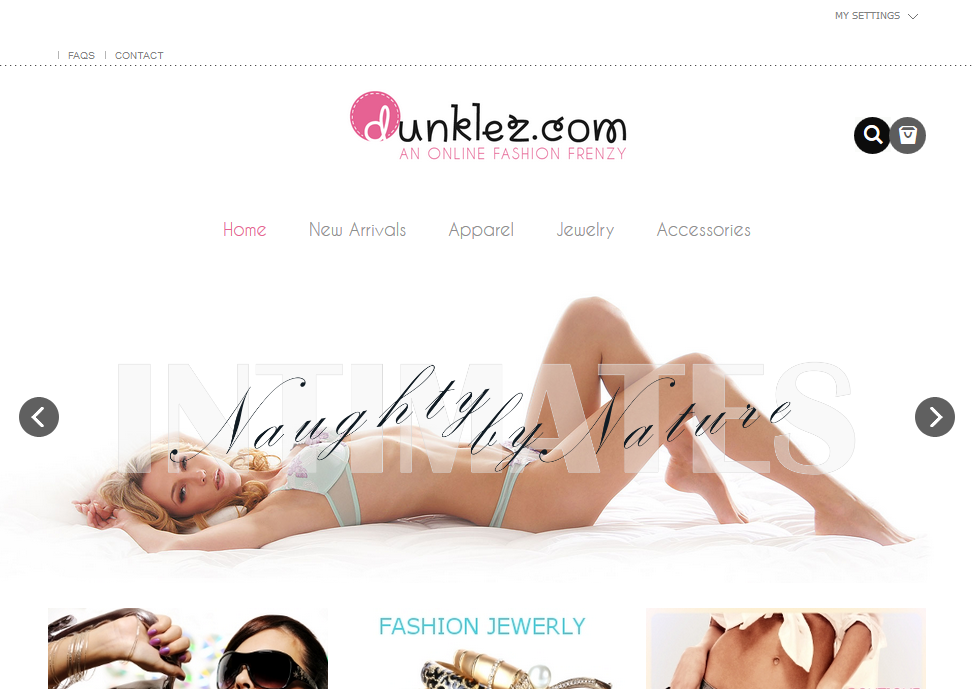 MY SETTINGS
| FAQS | CONTACT
dunklez.com
AN ONLINE FASHION FRENZY
Home New Arrivals Apparel Jewelry Accessories
INTIMATES
Naughty by Nature
FASHION JEWERLY